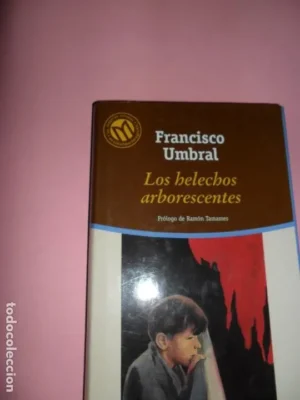 Francisco
Umbral
Los helechos
arborescentes
Prólogo de Ramón Tamames
todocoleccion